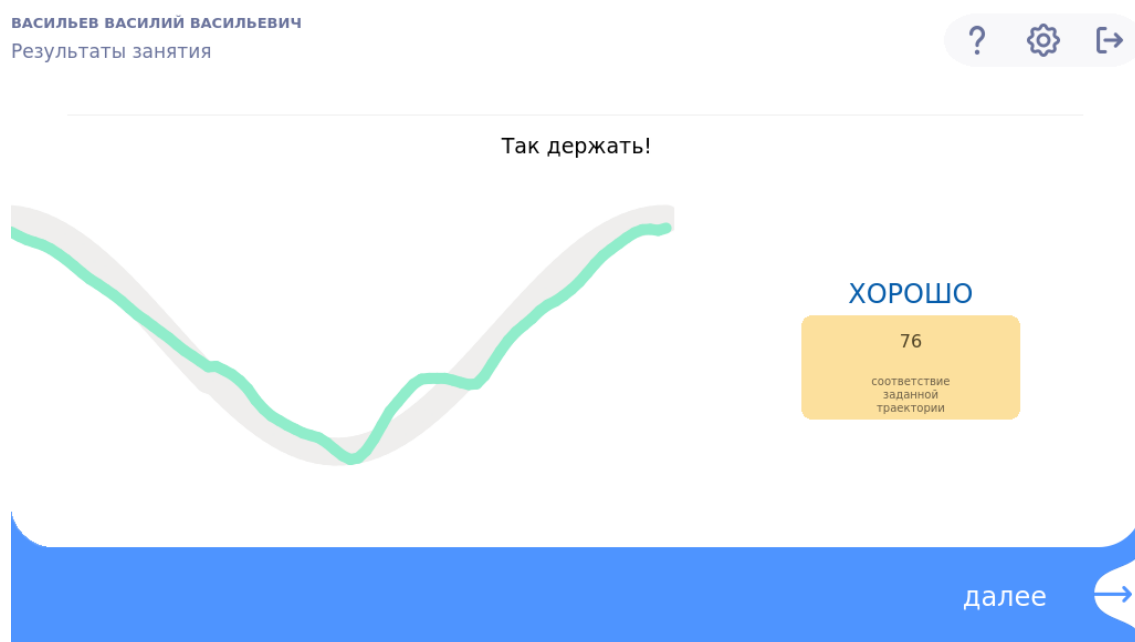 ВАСИЛЬЕВ ВАСИЛИЙ ВАСИЛЬЕВИЧ
Результаты занятия
?
Так держать!
ХОРОШО
76
соответствие
заданной
траектории
далее